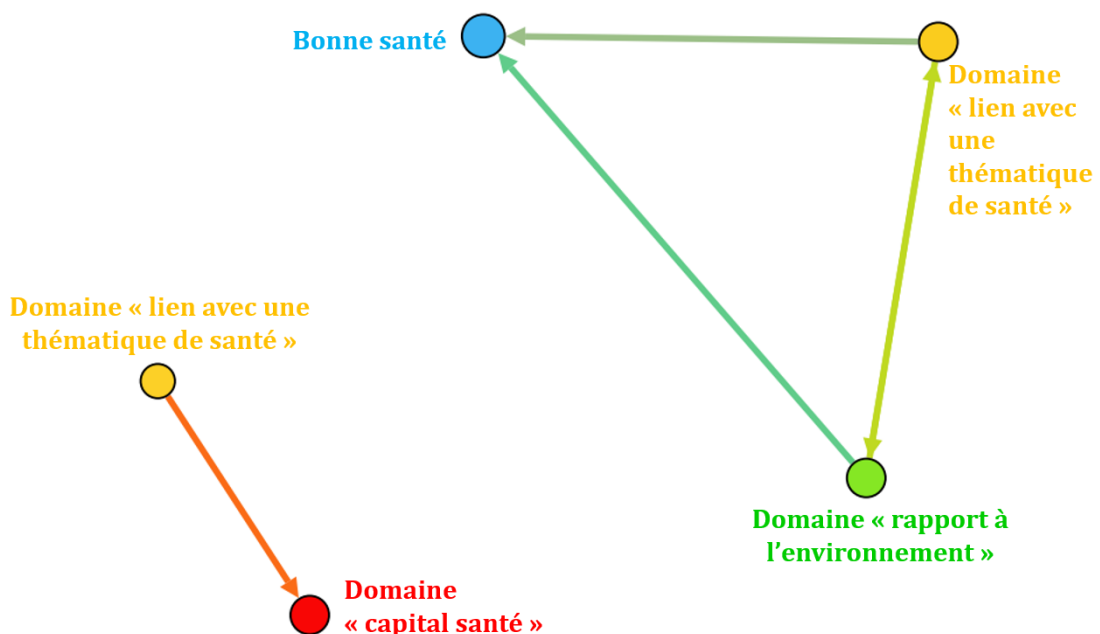 Bonne santé
Domaine
« lien avec
une
thématique
de santé »
Domaine « lien avec une
thématique de santé »
Domaine « rapport à
l’environnement »
Domaine
« capital santé »